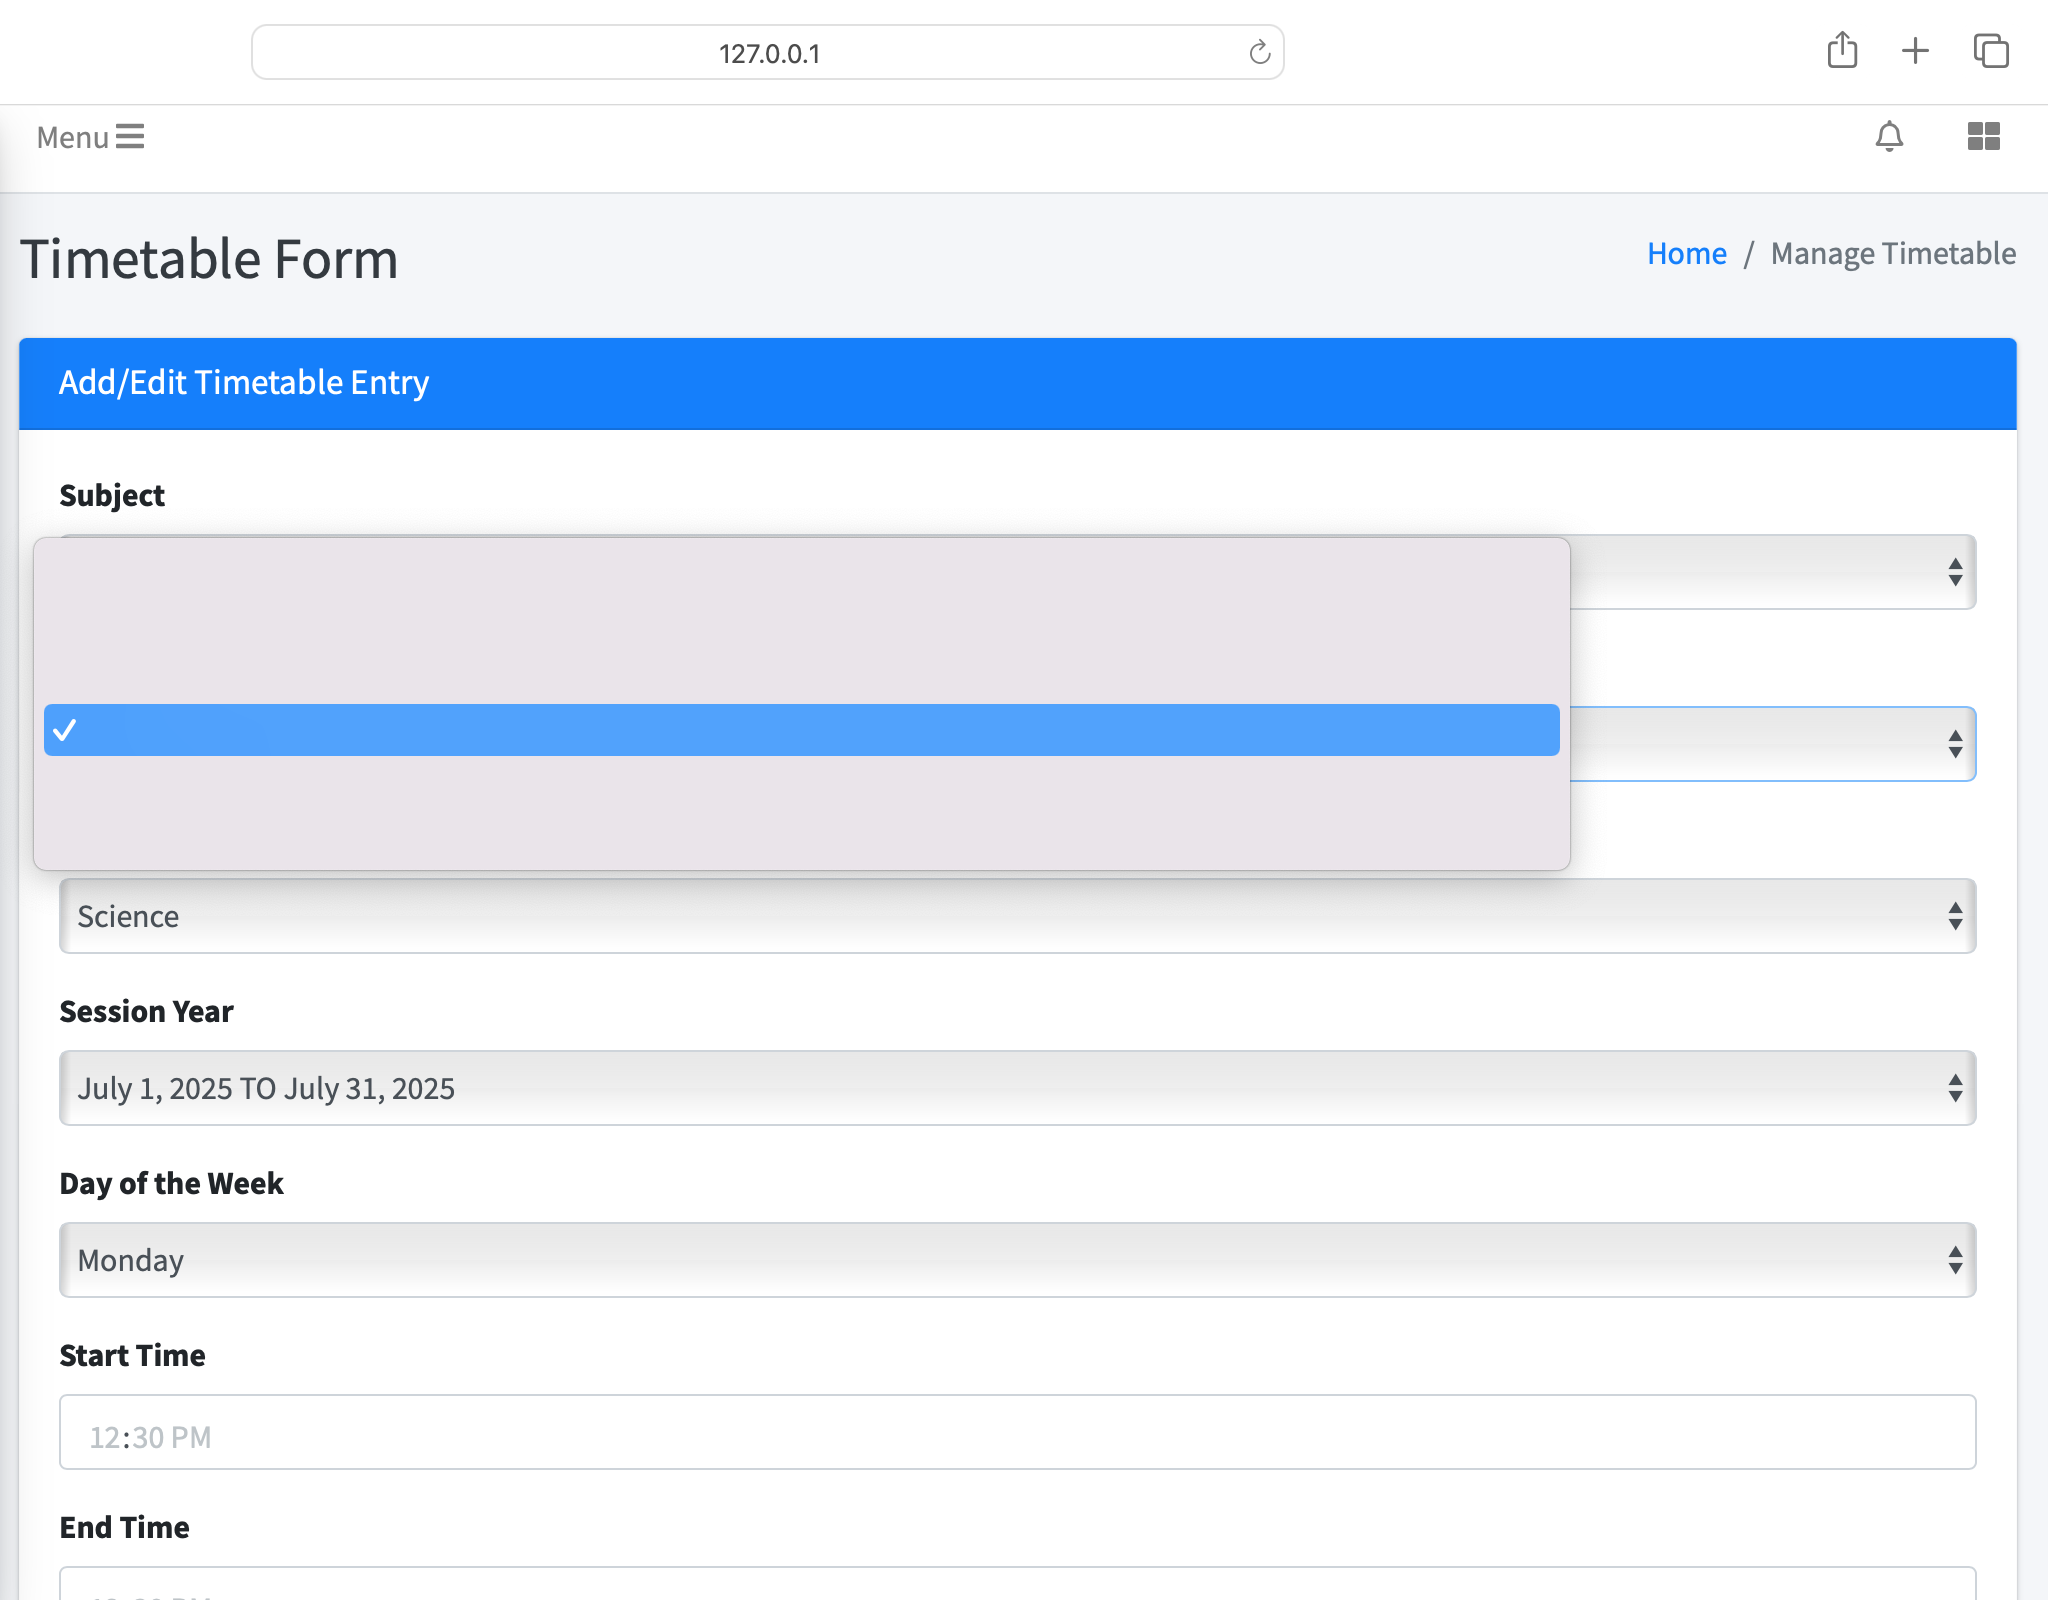 127.0.0.1
Menu
Timetable Form
Home / Manage Timetable
Add/Edit Timetable Entry
Subject
Science
Session Year
July 1, 2025 TO July 31, 2025
Day of the Week
Monday
Start Time
12:30 PM
End Time